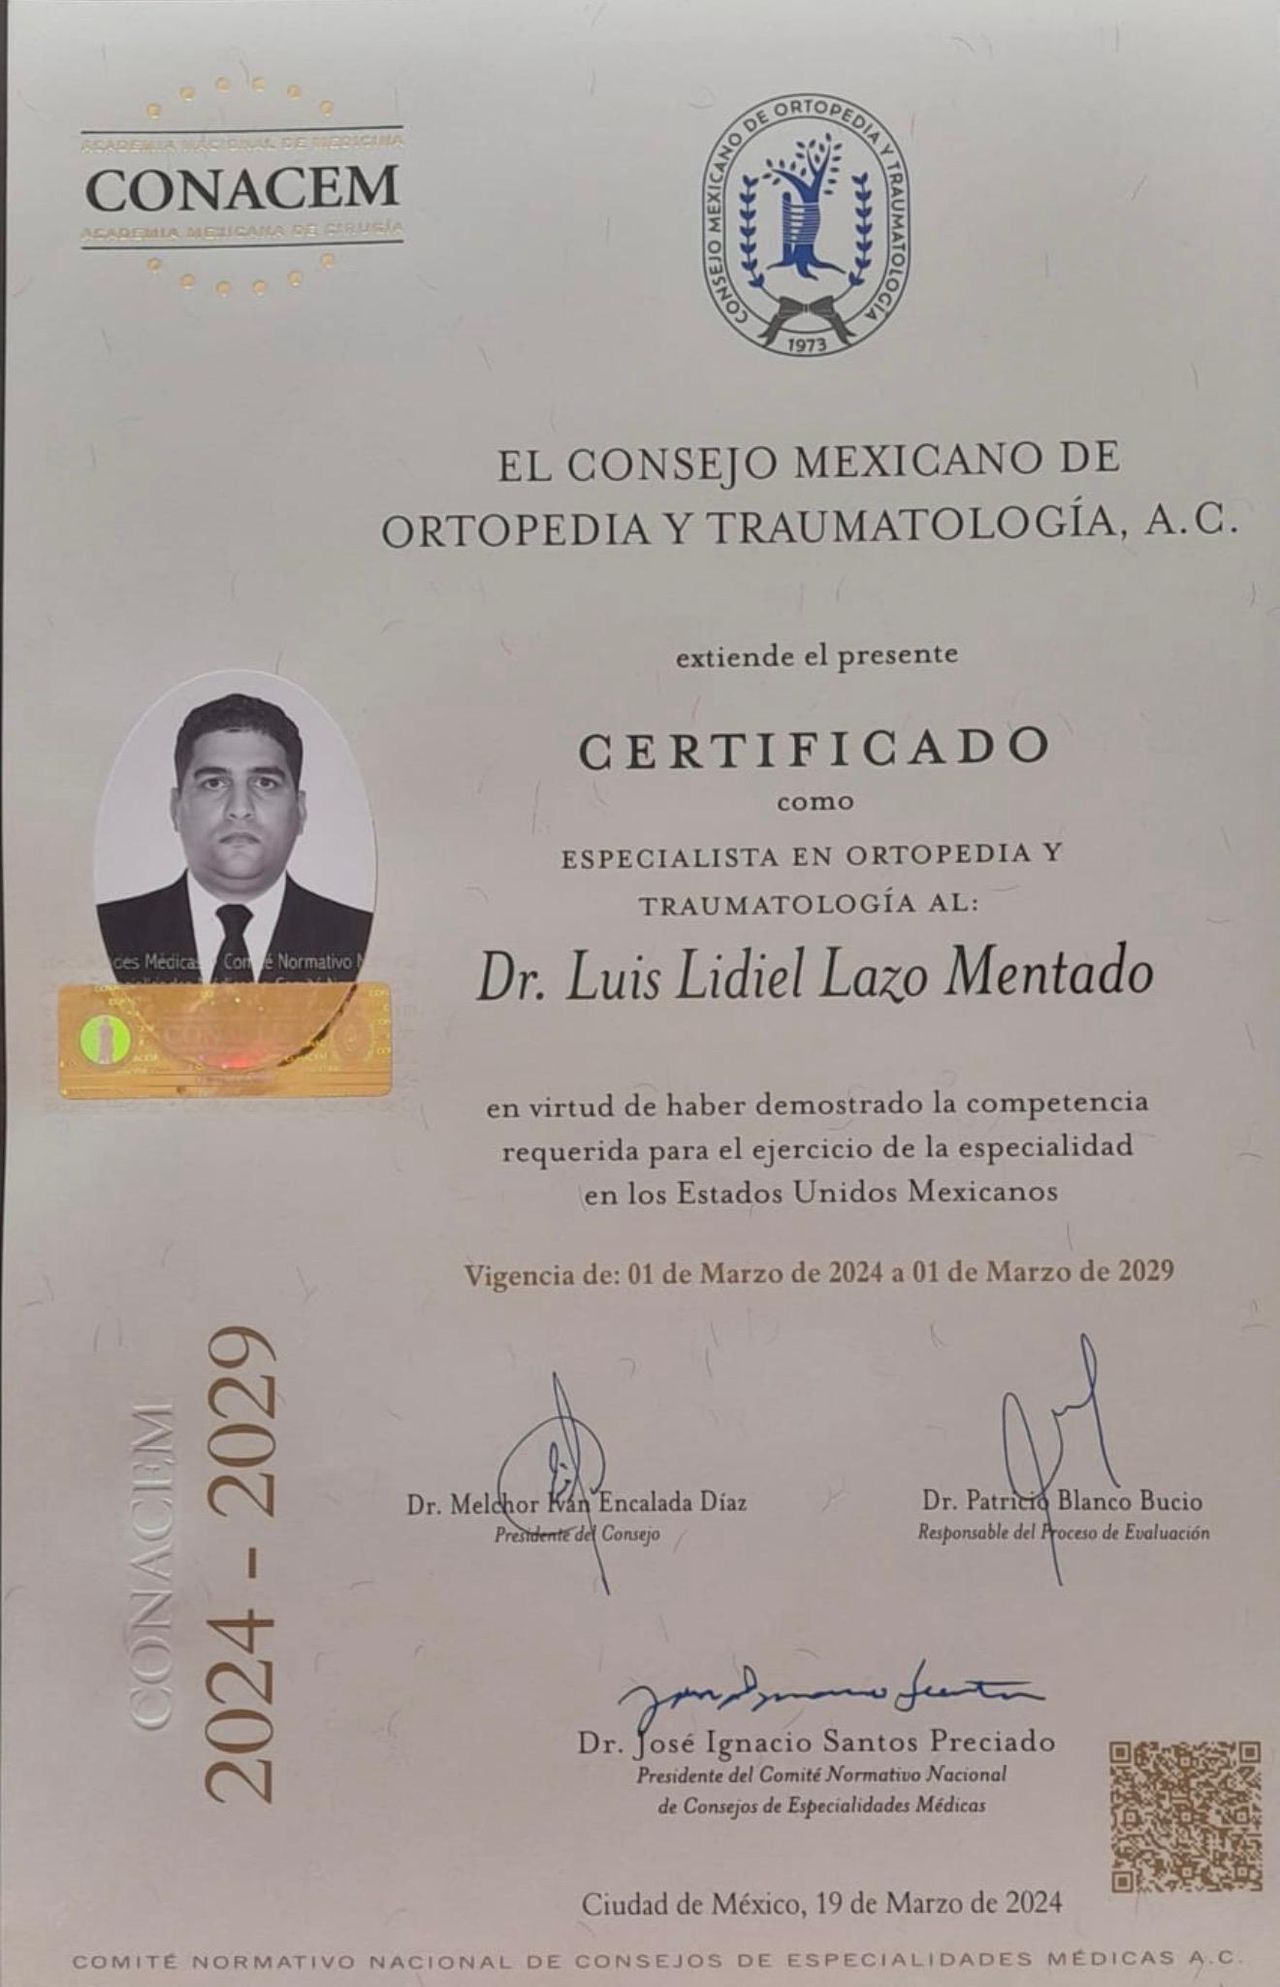 ACADEMIA NACIONAL DE MEDICINA
CONACEM
ACADEMIA MEXICANA DE CIRUGÍA
CONSEJO MEXICANO DE ORTOPEDIA Y TRAUMATOLOGÍA
1973
EL CONSEJO MEXICANO DE
ORTOPEDIA Y TRAUMATOLOGÍA, A.C.
extiende el presente
CERTIFICADO
como
ESPECIALISTA EN ORTOPEDIA Y
TRAUMATOLOGÍA AL:
Dr. Luis Lidiel Lazo Mentado
des Médicas Comité Normativo N
en virtud de haber demostrado la competencia
requerida para el ejercicio de la especialidad
en los Estados Unidos Mexicanos
Vigencia de: 01 de Marzo de 2024 a 01 de Marzo de 2029
CONACEM
2024 - 2029
Dr. Melchor Iván Encalada Díaz
Presidente del Consejo
Dr. Patricio Blanco Bucio
Responsable del Proceso de Evaluación
Dr. José Ignacio Santos Preciado
Presidente del Comité Normativo Nacional
de Consejos de Especialidades Médicas
Ciudad de México, 19 de Marzo de 2024
COMITÉ NORMATIVO NACIONAL DE CONSEJOS DE ESPECIALIDADES MÉDICAS A.C.